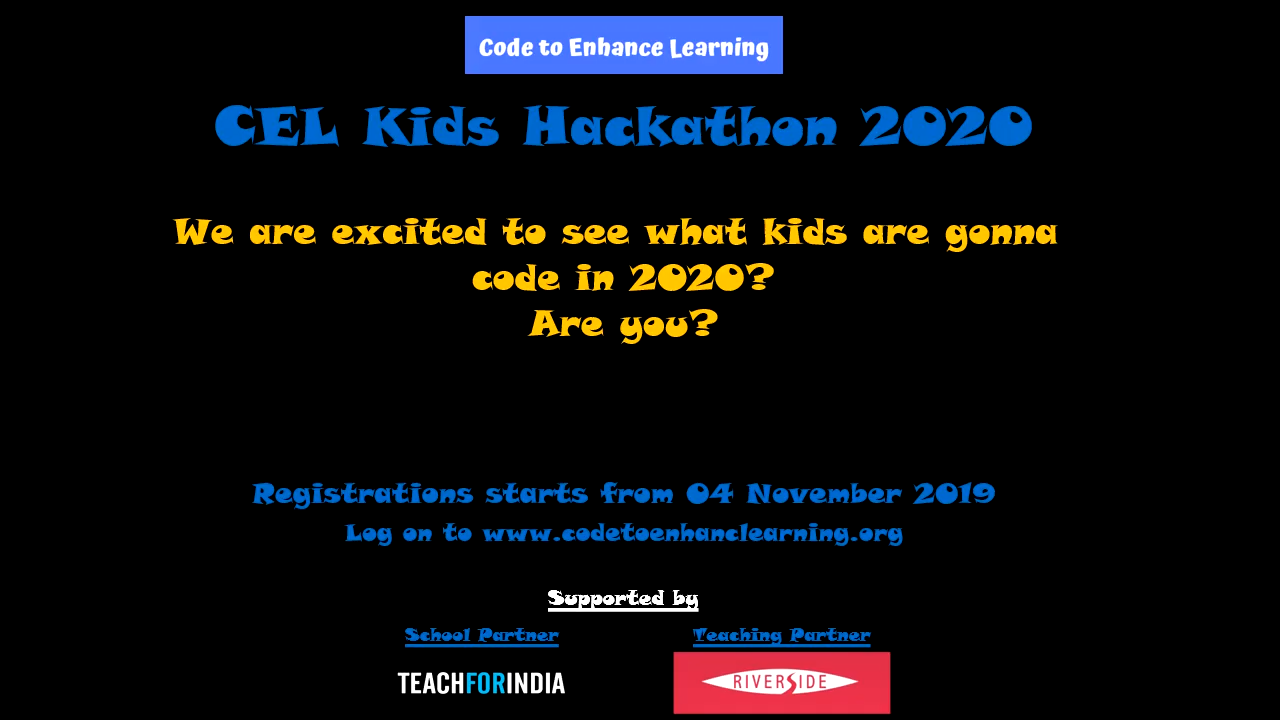 Code to Enhance Learning
CEL Kids Hackathon 2020
We are excited to see what kids are gonna
code in 2020?
Are you?
Registrations starts from 04 November 2019
Log on to www.codetoenhanclearning.org
Supported by
School Partner
Teaching Partner
TEACHFORINDIA
RIVERSIDE